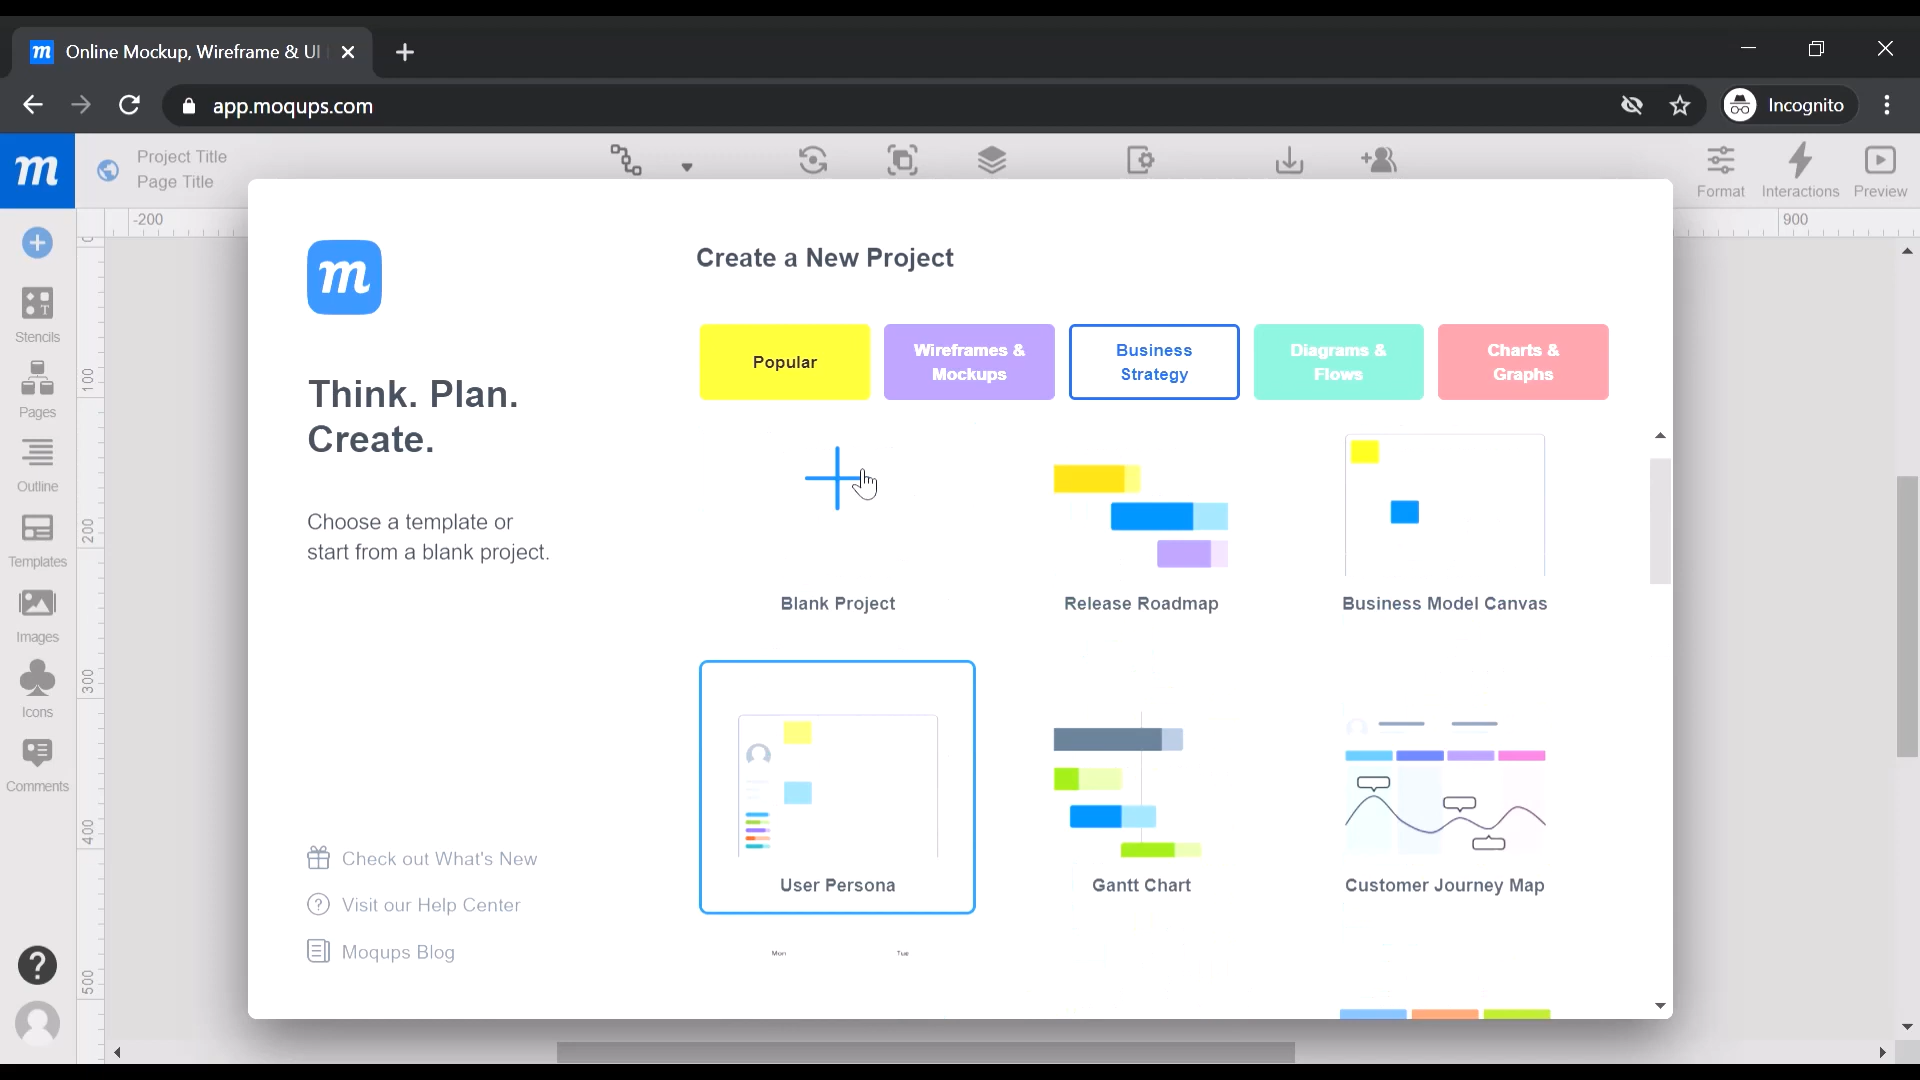 m Online Mockup, Wireframe & UI
app.moqups.com
Incognito
m
Project Title
Page Title
Format
Interactions
Preview
-200
900
Stencils
Pages
Outline
Templates
Images
Icons
Comments
0
100
200
300
400
500
m
Think. Plan.
Create.
Choose a template or
start from a blank project.
Check out What's New
Visit our Help Center
Moqups Blog
Create a New Project
Popular
Wireframes &
Mockups
Business
Strategy
Diagrams &
Flows
Charts &
Graphs
Blank Project
Release Roadmap
Business Model Canvas
User Persona
Gantt Chart
Customer Journey Map
Mon
Tue